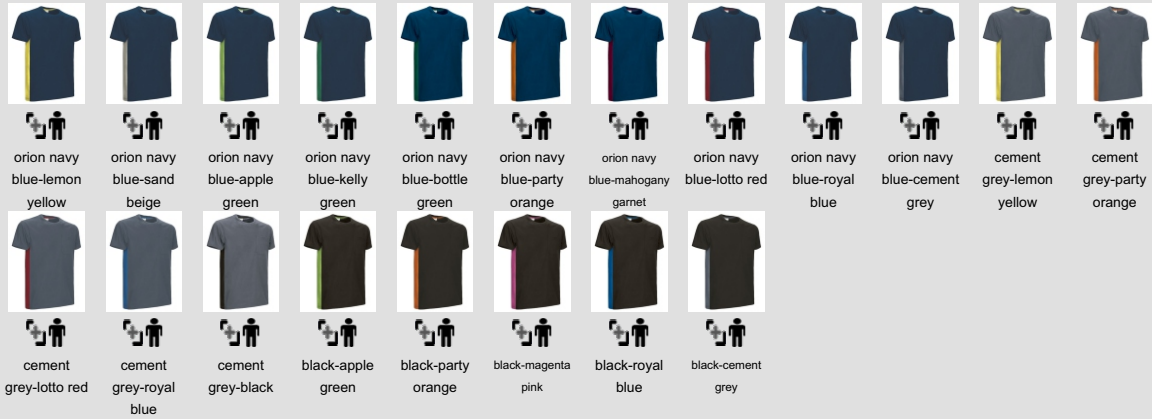 orion navy
blue-lemon
yellow
orion navy
blue-sand
beige
orion navy
blue-apple
green
orion navy
blue-kelly
green
orion navy
blue-bottle
green
orion navy
blue-party
orange
orion navy
blue-mahogany
garnet
orion navy
blue-lotto red
orion navy
blue-royal
blue
orion navy
blue-cement
grey
cement
grey-lemon
yellow
cement
grey-party
orange
cement
grey-lotto red
cement
grey-royal
blue
cement
grey-black
black-apple
green
black-party
orange
black-magenta
pink
black-royal
blue
black-cement
grey